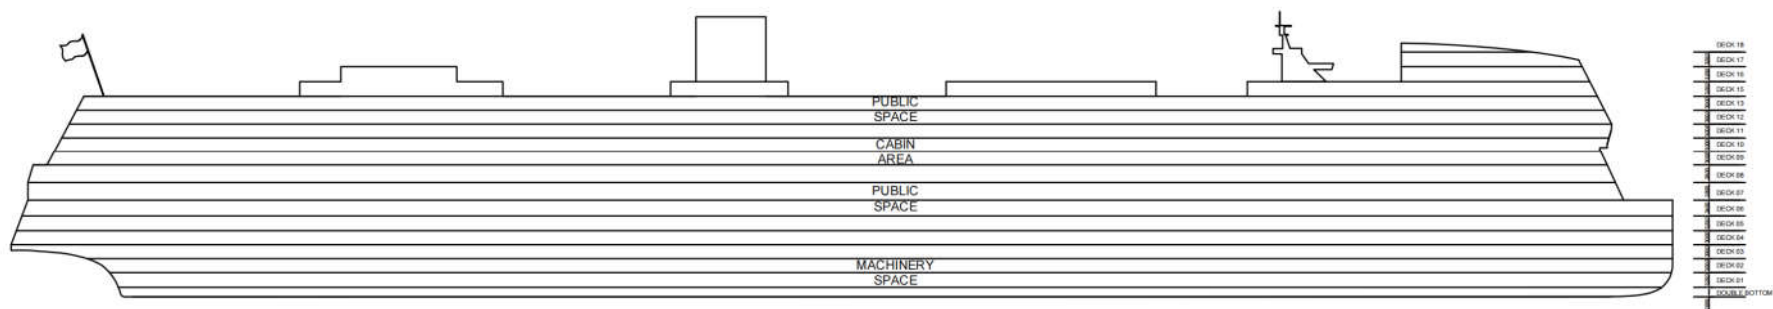 PUBLIC
SPACE
CABIN
AREA
PUBLIC
SPACE
MACHINERY
SPACE
DECK 18
DECK 17
DECK 16
DECK 15
DECK 13
DECK 12
DECK 11
DECK 10
DECK 09
DECK 08
DECK 07
DECK 06
DECK 05
DECK 04
DECK 03
DECK 02
DECK 01
DOUBLE BOTTOM